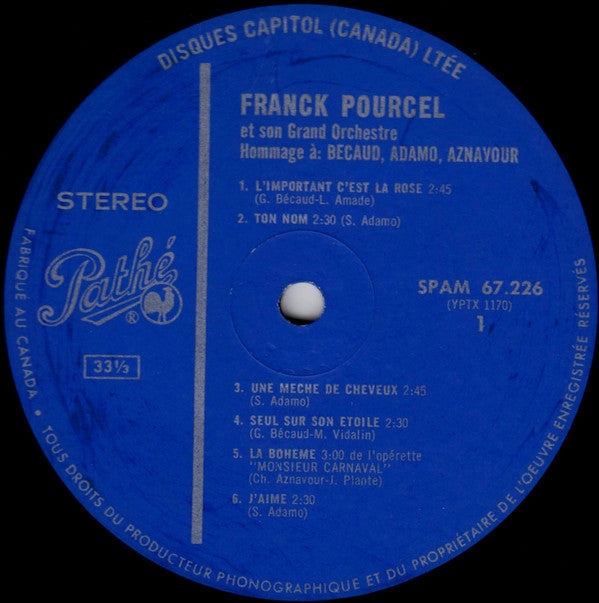 DISQUES CAPITOL (CANADA) LTÉE
FRANCK POURCEL
et son Grand Orchestre
Hommage à: BECAUD, ADAMO, AZNAVOUR
1. L'IMPORTANT C'EST LA ROSE 2:45
(G. Bécaud-L. Amade)
2. TON NOM 2:30 (S. Adamo)
STEREO
Pathé
®
33⅓
SPAM 67.226
(YPTX 1170)
1
3. UNE MECHE DE CHEVEUX 2:45
(S. Adamo)
4. SEUL SUR SON ETOILE 2:30
(G. Bécaud-M. Vidalin)
5. LA BOHEME 3:00 de l'opérette
"MONSIEUR CARNAVAL"
(Ch. Aznavour-J. Plante)
6. J'AIME 2:30
(S. Adamo)
FABRIQUÉ AU CANADA • TOUS DROITS DU PRODUCTEUR PHONOGRAPHIQUE ET DU PROPRIÉTAIRE DE L'OEUVRE ENREGISTRÉE RÉSERVÉS